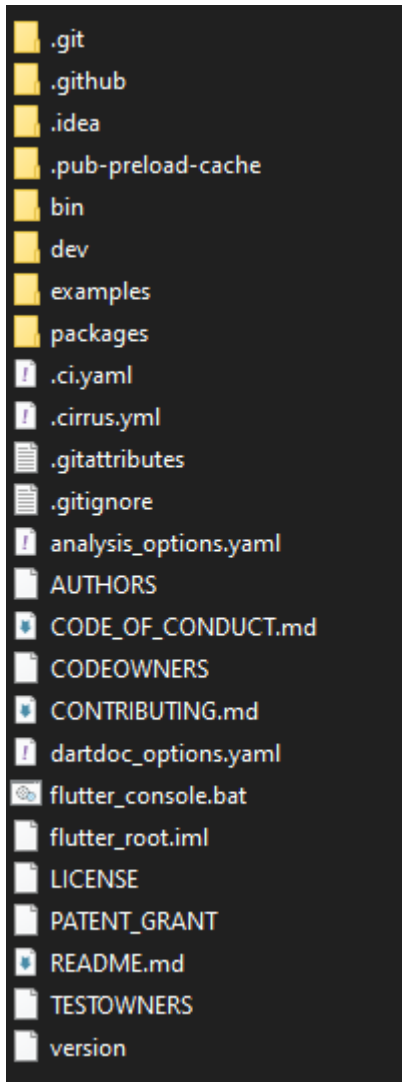 .git
.github
.idea
.pub-preload-cache
bin
dev
examples
packages
.ci.yaml
.cirrus.yml
.gitattributes
.gitignore
analysis_options.yaml
AUTHORS
CODE_OF_CONDUCT.md
CODEOWNERS
CONTRIBUTING.md
dartdoc_options.yaml
flutter_console.bat
flutter_root.iml
LICENSE
PATENT_GRANT
README.md
TESTOWNERS
version